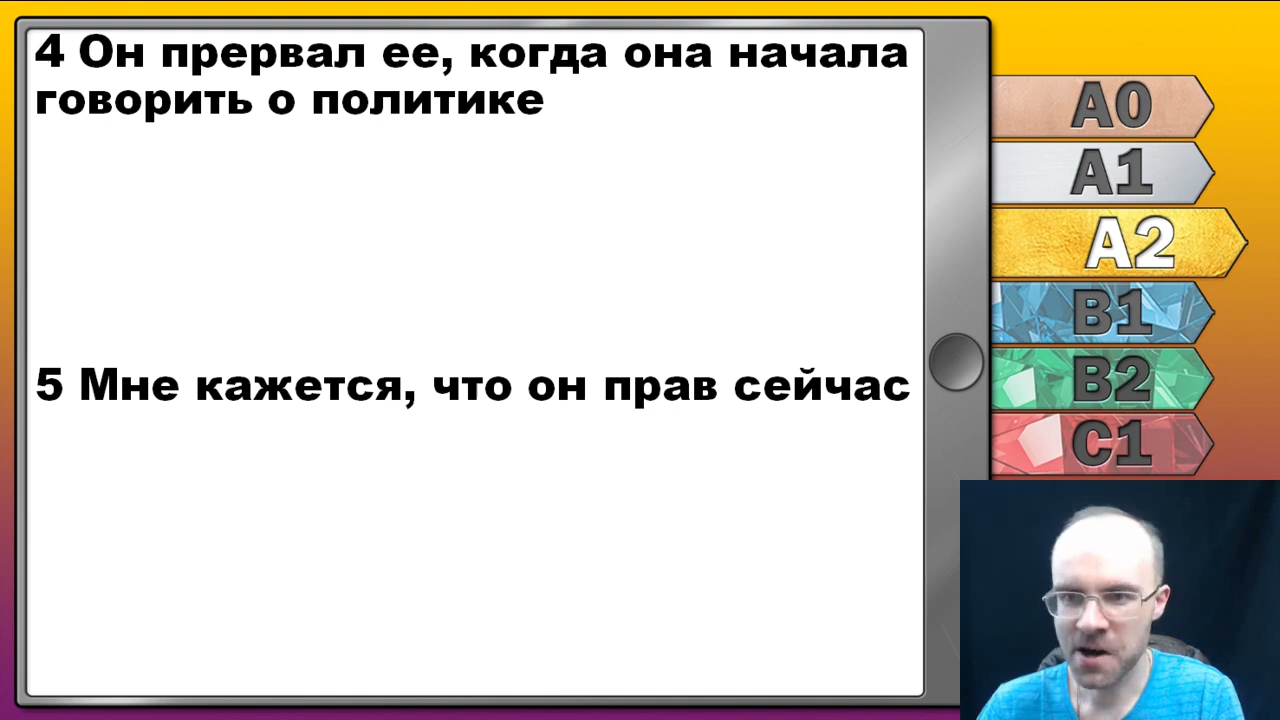 4 Он прервал ее, когда она начала
говорить о политике
5 Мне кажется, что он прав сейчас
A0
A1
A2
B1
B2
C1